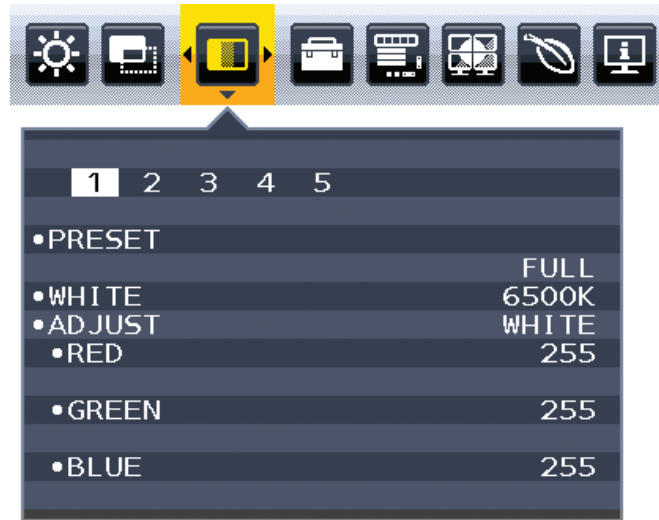 1 2 3 4 5
•PRESET
FULL
•WHITE 6500K
•ADJUST WHITE
•RED 255
•GREEN 255
•BLUE 255